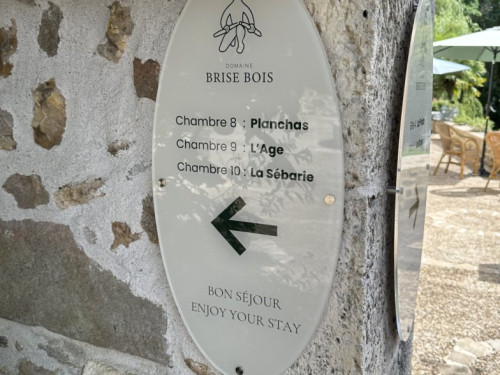 DOMAINE
BRISE BOIS
Chambre 8 : Planchas
Chambre 9 : L'Age
Chambre 10 : La Sébarie
BON SÉJOUR
ENJOY YOUR STAY